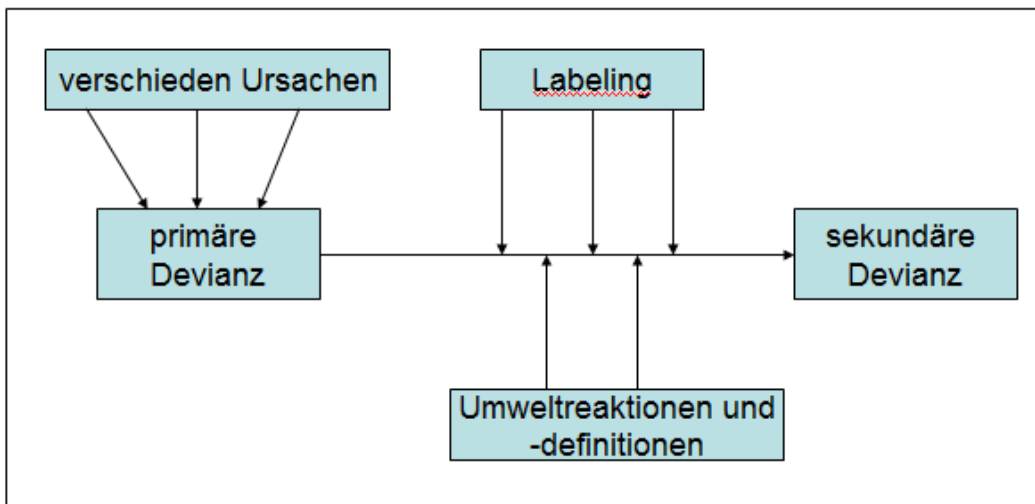 verschieden Ursachen
Labeling
primäre
Devianz
sekundäre
Devianz
Umweltreaktionen und
-definitionen